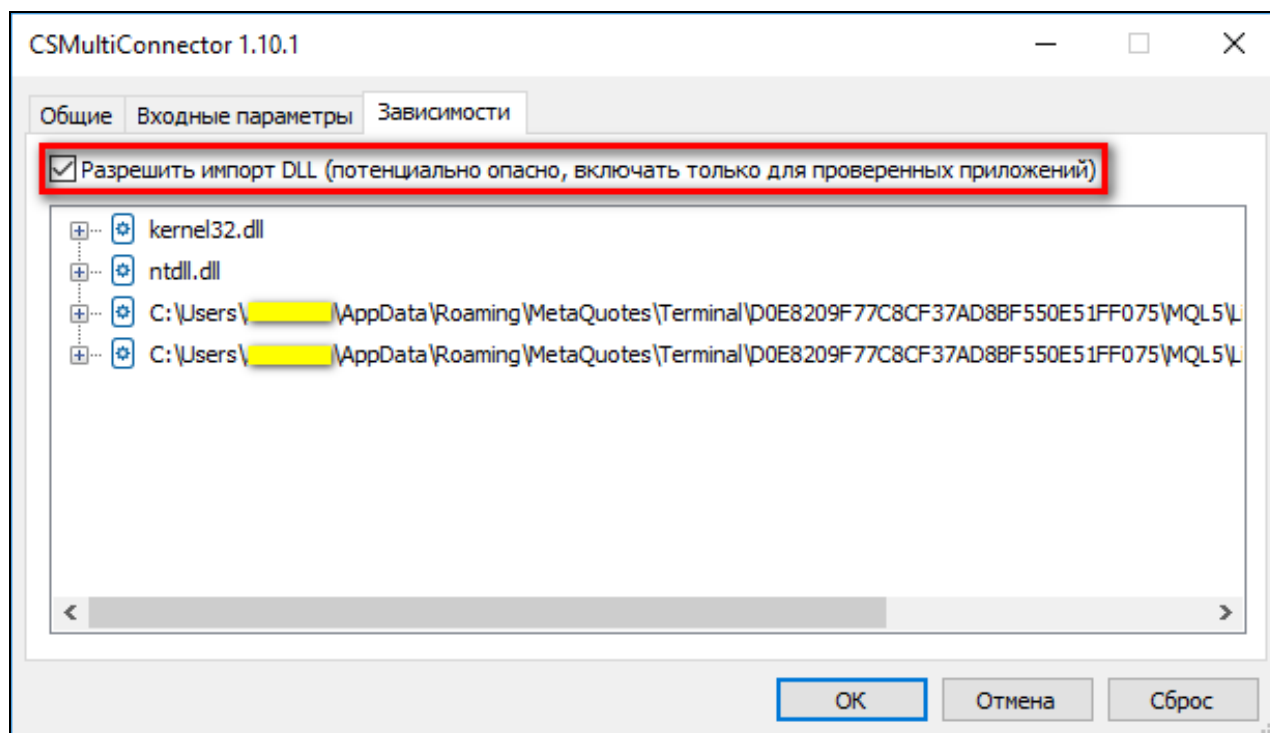 CSMultiConnector 1.10.1
Общие Входные параметры Зависимости
Разрешить импорт DLL (потенциально опасно, включать только для проверенных приложений)
kernel32.dll
ntdll.dll
C:\Users\ \AppData\Roaming\MetaQuotes\Terminal\D0E8209F77C8CF37AD8BF550E51FF075\MQL5\Li
C:\Users\ \AppData\Roaming\MetaQuotes\Terminal\D0E8209F77C8CF37AD8BF550E51FF075\MQL5\L
OK Отмена Сброс